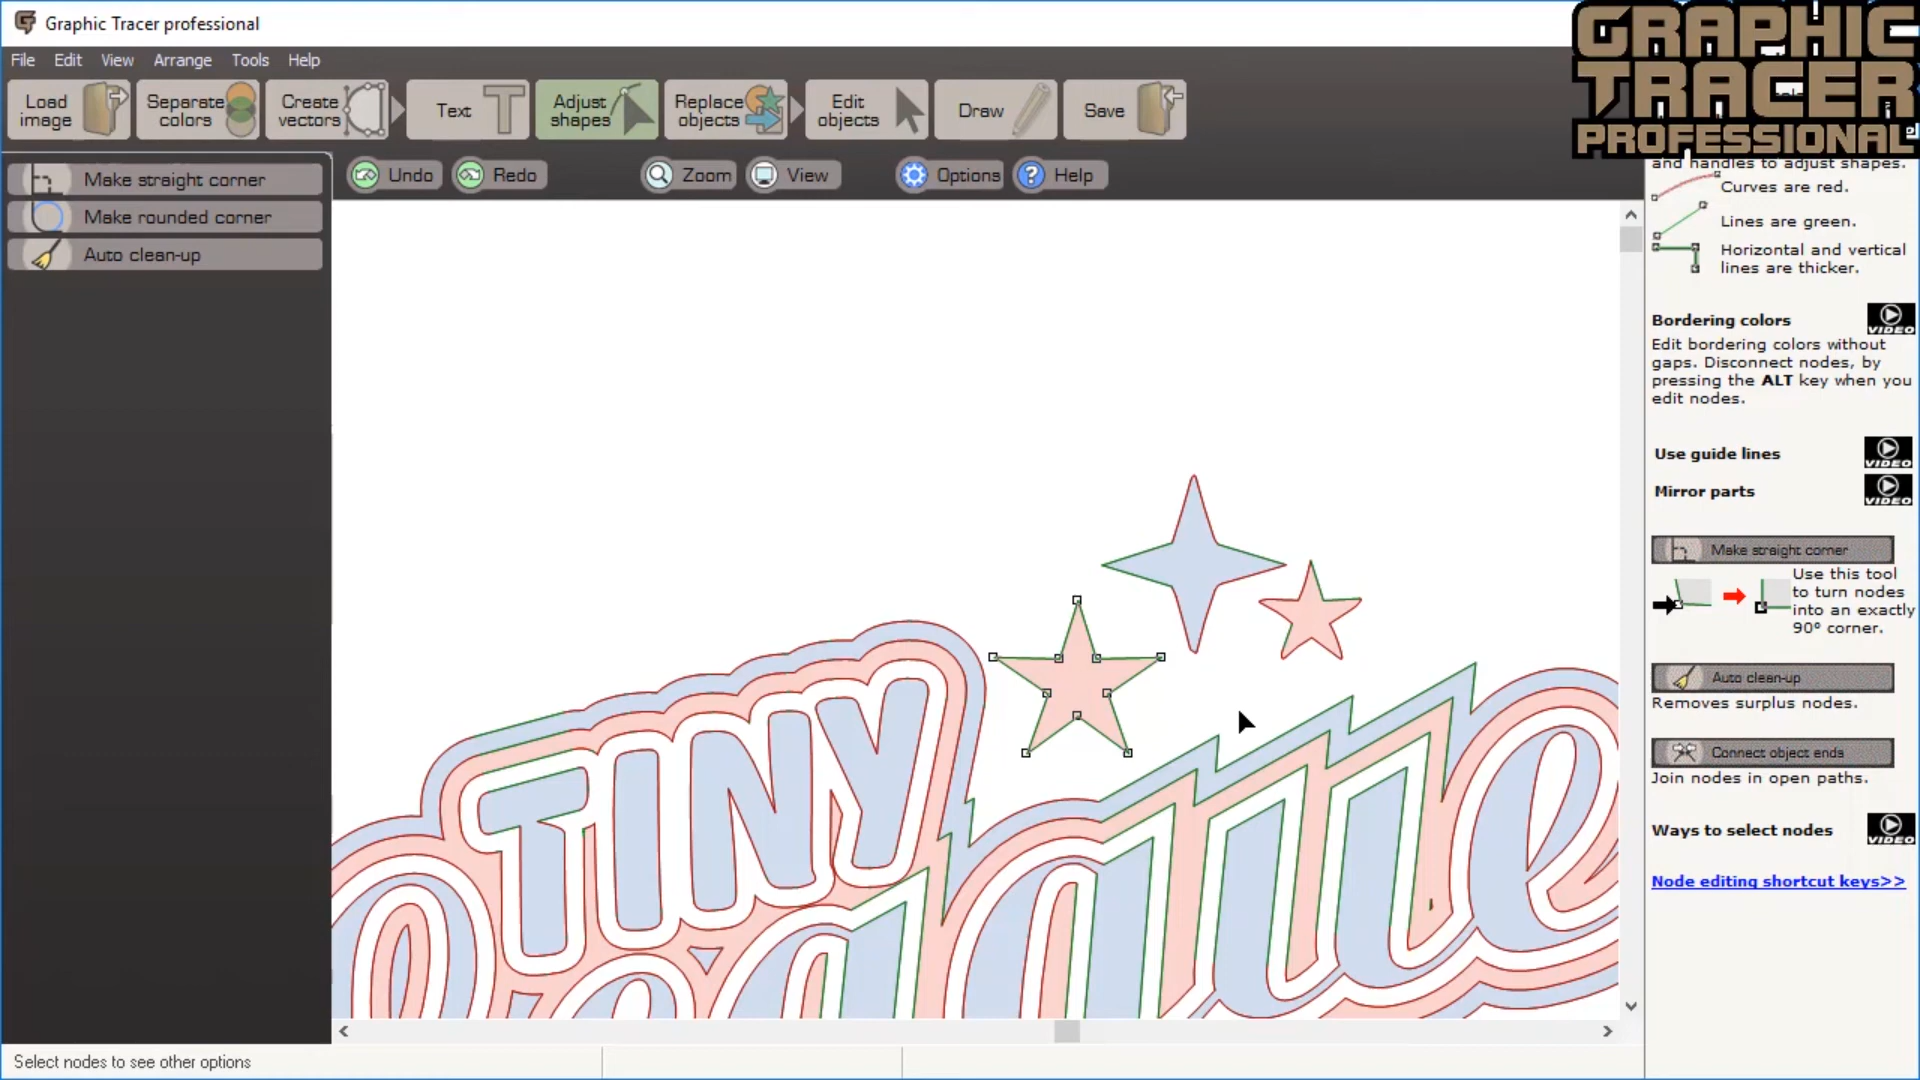 Graphic Tracer professional
GRAPHIC
TRACER
PROFESSIONAL
File Edit View Arrange Tools Help
Load image
Separate colors
Create vectors
Text
Adjust shapes
Replace objects
Edit objects
Draw
Save
Undo
Redo
Zoom
View
Options
Help
Make straight corner
Make rounded corner
Auto clean-up
and handles to adjust shapes.
Curves are red.
Lines are green.
Horizontal and vertical
lines are thicker.
Bordering colors
VIDEO
Edit bordering colors without
gaps. Disconnect nodes, by
pressing the ALT key when you
edit nodes.
Use guide lines
VIDEO
Mirror parts
VIDEO
Make straight corner
Use this tool
to turn nodes
into an exactly
90° corner.
Auto clean-up
Removes surplus nodes.
Connect object ends
Join nodes in open paths.
Ways to select nodes
VIDEO
Node editing shortcut keys>>
TINY
Select nodes to see other options